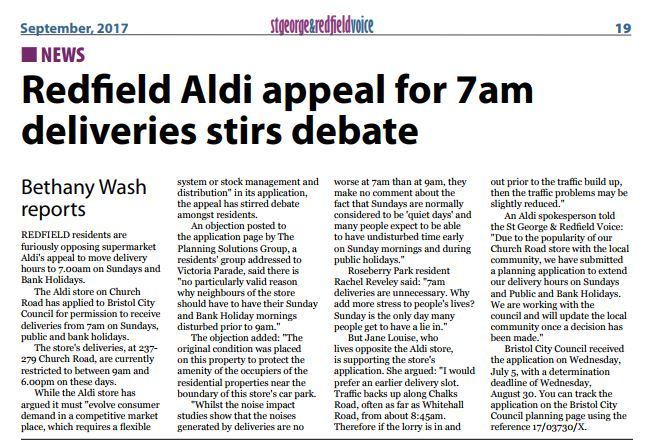 September, 2017
stgeorge&redfieldvoice
19
NEWS
Redfield Aldi appeal for 7am
deliveries stirs debate
Bethany Wash
reports
REDFIELD residents are
furiously opposing supermarket
Aldi's appeal to move delivery
hours to 7.00am on Sundays and
Bank Holidays.
The Aldi store on Church
Road has applied to Bristol City
Council for permission to receive
deliveries from 7am on Sundays,
public and bank holidays.
The store's deliveries, at 237-
279 Church Road, are currently
restricted to between 9am and
6.00pm on these days.
While the Aldi store has
argued it must "evolve consumer
demand in a competitive market
place, which requires a flexible
system or stock management and
distribution" in its application,
the appeal has stirred debate
amongst residents.
An objection posted to
the application page by The
Planning Solutions Group, a
residents' group addressed to
Victoria Parade, said there is
"no particularly valid reason
why neighbours of the store
should have to have their Sunday
and Bank Holiday mornings
disturbed prior to 9am."
The objection added: "The
original condition was placed
on this property to protect the
amenity of the occupiers of the
residential properties near the
boundary of this store's car park.
"Whilst the noise impact
studies show that the noises
generated by deliveries are no
worse at 7am than at 9am, they
make no comment about the
fact that Sundays are normally
considered to be 'quiet days' and
many people expect to be able
to have undisturbed time early
on Sunday mornings and during
public holidays."
Roseberry Park resident
Rachel Reveley said: "7am
deliveries are unnecessary. Why
add more stress to people's lives?
Sunday is the only day many
people get to have a lie in."
But Jane Louise, who
lives opposite the Aldi store,
is supporting the store's
application. She argued: "I would
prefer an earlier delivery slot.
Traffic backs up along Chalks
Road, often as far as Whitehall
Road, from about 8:45am.
Therefore if the lorry is in and
out prior to the traffic build up,
then the traffic problems may be
slightly reduced."
An Aldi spokesperson told
the St George & Redfield Voice:
"Due to the popularity of our
Church Road store with the local
community, we have submitted
a planning application to extend
our delivery hours on Sundays
and Public and Bank Holidays.
We are working with the
council and will update the local
community once a decision has
been made."
Bristol City Council received
the application on Wednesday,
July 5, with a determination
deadline of Wednesday,
August 30. You can track the
application on the Bristol City
Council planning page using the
reference 17/03730/X.